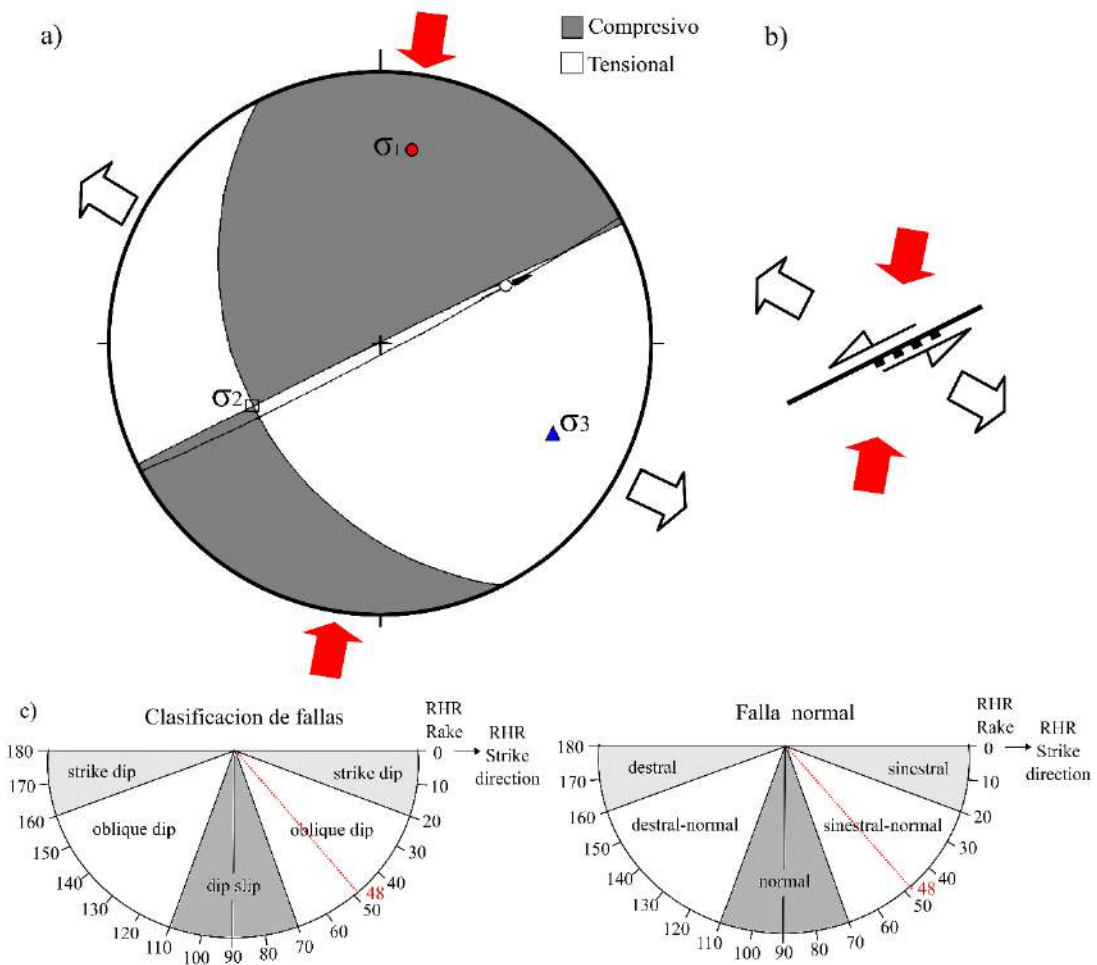 a)
Compresivo
Tensional
b)
σ1
σ2
σ3
c)
Clasificacion de fallas
RHR
Rake
RHR
Strike
direction
180
170
160
150
140
130
120
110
100
90
80
70
60
50
48
40
30
20
10
0
strike dip
strike dip
oblique dip
oblique dip
dip slip
Falla normal
RHR
Rake
RHR
Strike
direction
180
170
160
150
140
130
120
110
100
90
80
70
60
50
48
40
30
20
10
0
destral
sinestral
destral-normal
sinestral-normal
normal